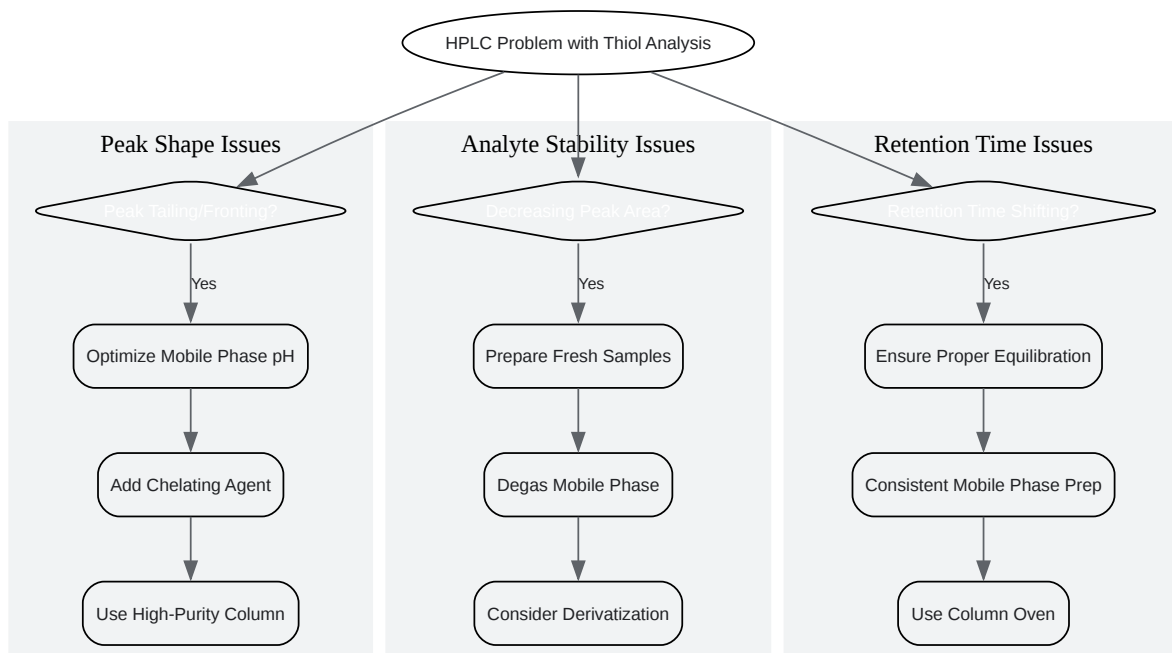 HPLC Problem with Thiol Analysis
Peak Shape Issues
Analyte Stability Issues
Retention Time Issues
Peak Tailing/Fronting?
Decreasing Peak Area?
Retention Time Shifting?
Yes
Yes
Yes
Optimize Mobile Phase pH
Prepare Fresh Samples
Ensure Proper Equilibration
Add Chelating Agent
Degas Mobile Phase
Consistent Mobile Phase Prep
Use High-Purity Column
Consider Derivatization
Use Column Oven